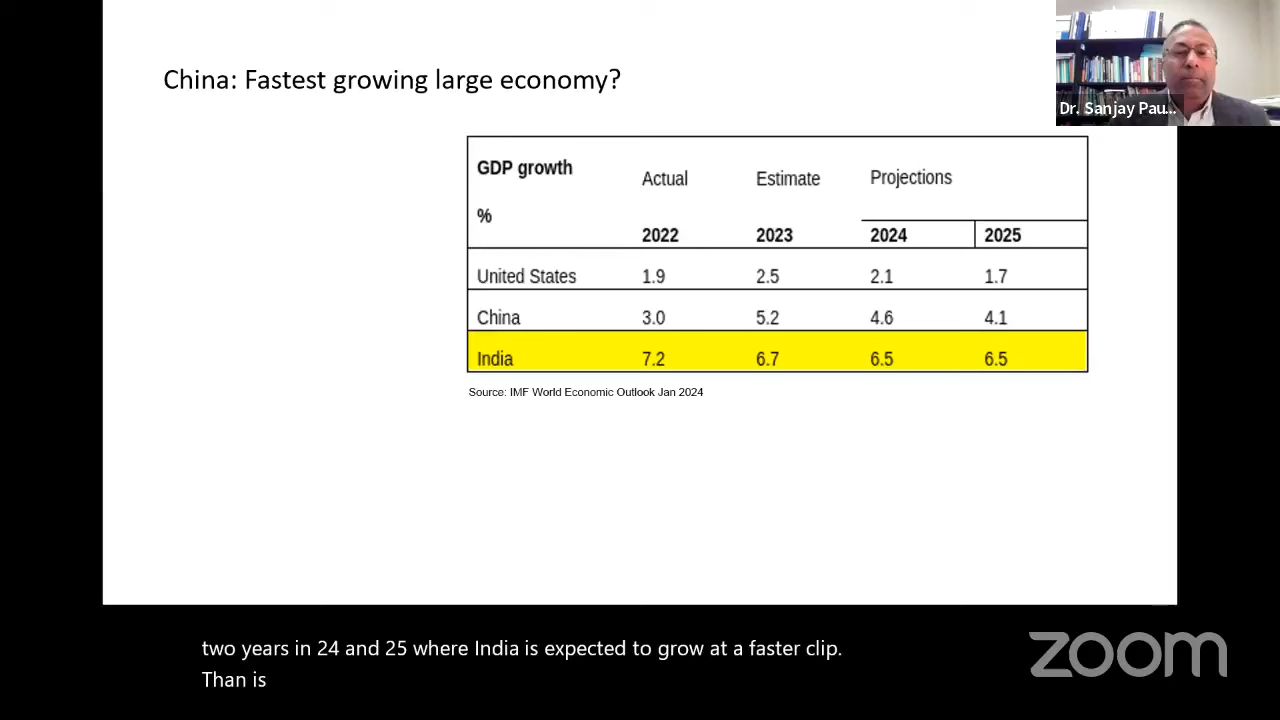 China: Fastest growing large economy?
Dr. Sanjay Pau...
GDP growth
Actual Estimate Projections
%
2022 2023 2024 2025
United States 1.9 2.5 2.1 1.7
China 3.0 5.2 4.6 4.1
India 7.2 6.7 6.5 6.5
Source: IMF World Economic Outlook Jan 2024
two years in 24 and 25 where India is expected to grow at a faster clip.
Than is
zoom